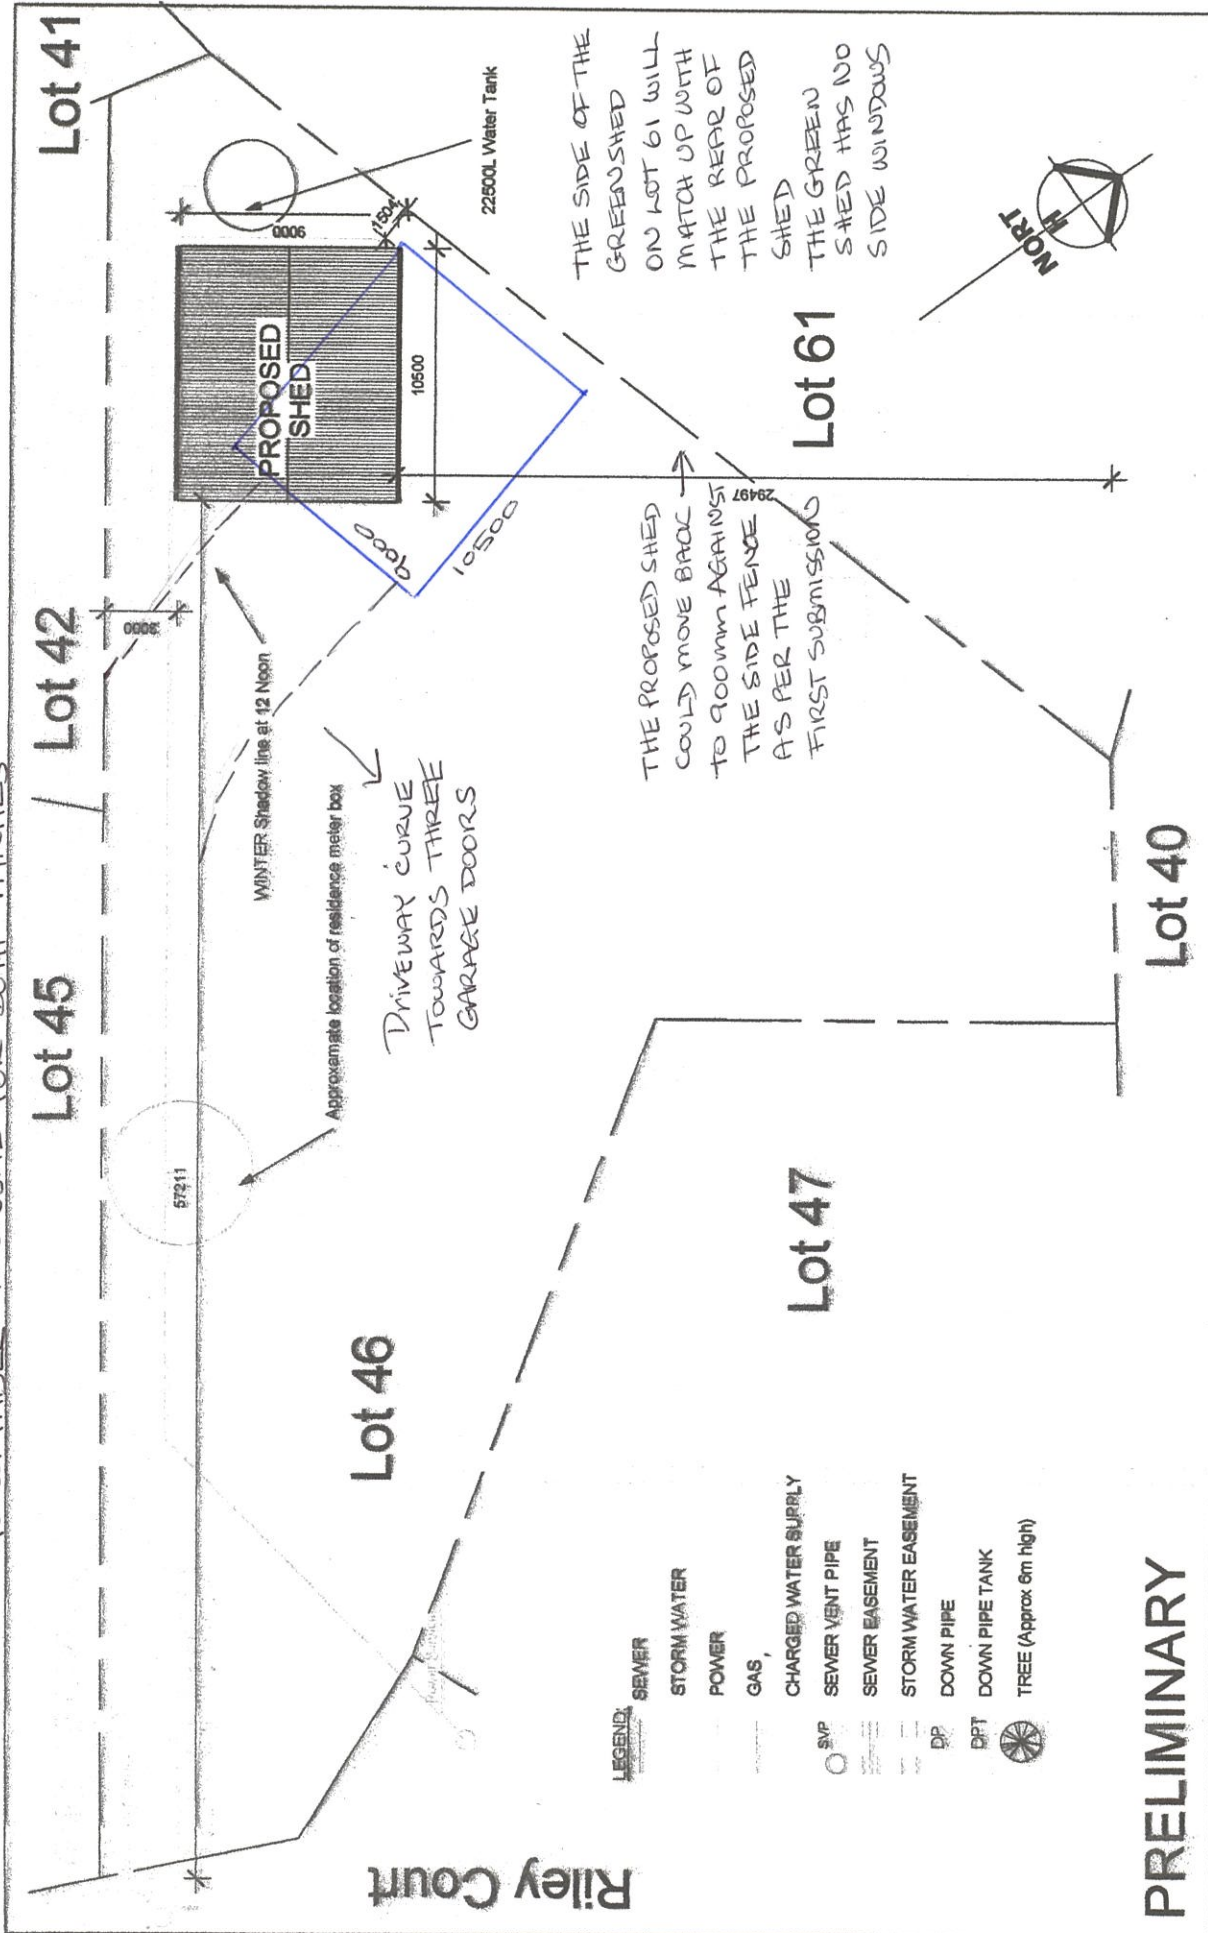 Lot 45
Lot 42
Lot 41
3000
57211
WINTER Shadow line at 12 Noon
Approxamate location of residence meter box
PROPOSED
SHED
9000
1504
10500
22500L Water Tank
9000
10500
DRIVEWAY CURVE
TOWARDS THREE
GARAGE DOORS
THE SIDE OF THE
GREEN SHED
ON LOT 61 WILL
MATCH UP WITH
THE REAR OF
THE PROPOSED
SHED
THE GREEN
SHED HAS NO
SIDE WINDOWS
THE PROPOSED SHED
COULD MOVE BACK
TO 900mm AGAINST
THE SIDE FENCE
AS PER THE
FIRST SUBMISSION
29497
Lot 46
Lot 61
NORT
H
Lot 47
Lot 40
Riley Court
LEGEND:
SEWER
STORM WATER
POWER
GAS,
CHARGED WATER SUPPLY
SVP SEWER VENT PIPE
SEWER EASEMENT
STORM WATER EASEMENT
DP DOWN PIPE
DPT DOWN PIPE TANK
TREE (Approx 6m high)
PRELIMINARY